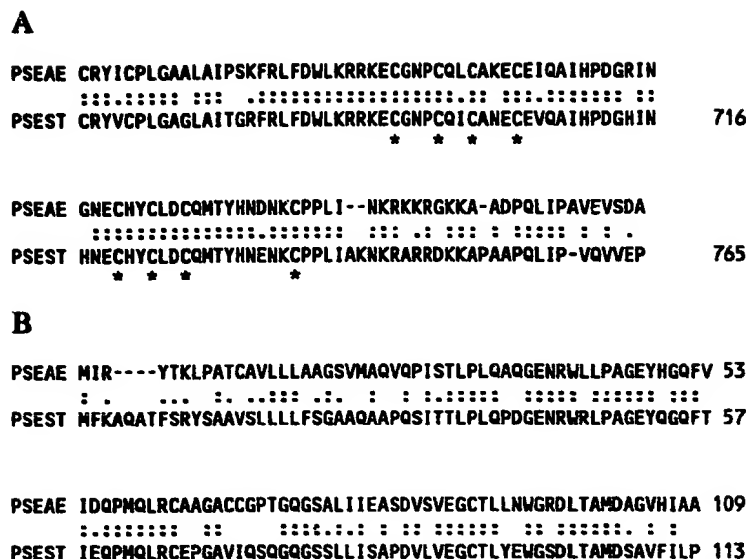 A
PSEAE CRYICPLGAALAIPSKFRLFDWLKRRKECGNPCQLCAKECEIQAIHPDGRIN
:::.::::: :::  .::::::::::::::::::.::.:::.::::::: ::
PSEST CRYVCPLGAGLAITGRFRLFDWLKRRKECGNPCQICANECEVQAIHPDGHIN 716
* * * *
PSEAE GNECHYCLDCQMTYHNDNKCPPLI--NKRKKRGKKA-ADPQLIPAVEVSDA
:::::::::::::::.:::::::  ::: .: ::: : ::::: : : .
PSEST HNECHYCLDCQMTYHNENKCPPLIAKNKRARRDKKAPAAPQLIP-VQVVEP 765
* * * *
B
PSEAE MIR----YTKLPATCAVLLLAAGSVMAQVQPISTLPLQAQGENRWLLPAGEYHGQFV 53
: .     ..  :. ..:::  :. :  : :.::::: :::::: ::::: :::
PSEST MFKAQATFSRYSAAVSLLLLFSGAAQAAPQSITTLPLQPDGENRWRLPAGEYQGQFT 57
PSEAE IDQPMQLRCAAGACCGPTGQGSALIIEASDVSVEGCTLLNWGRDLTAMDAGVHIAA 109
:.:::::::  ::     ::::.:.: : :: :::::: :: :::::: : :
PSEST IEQPMQLRCEPGAVIQSQGQGSSLLISAPDVLVEGCTLYEWGSDLTAMDSAVFILP 113